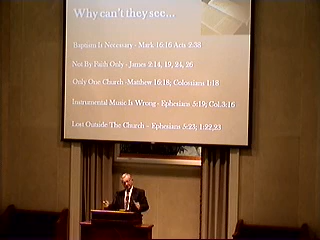 Why can't they see...
Baptism Is Necessary - Mark 16:16 Acts 2:38
Not By Faith Only - James 2:14, 19, 24, 26
Only One Church -Matthew 16:18; Colossians 1:18
Instrumental Music Is Wrong - Ephesians 5:19; Col.3:16
Lost Outside The Church – Ephesians 5:23; 1:22,23